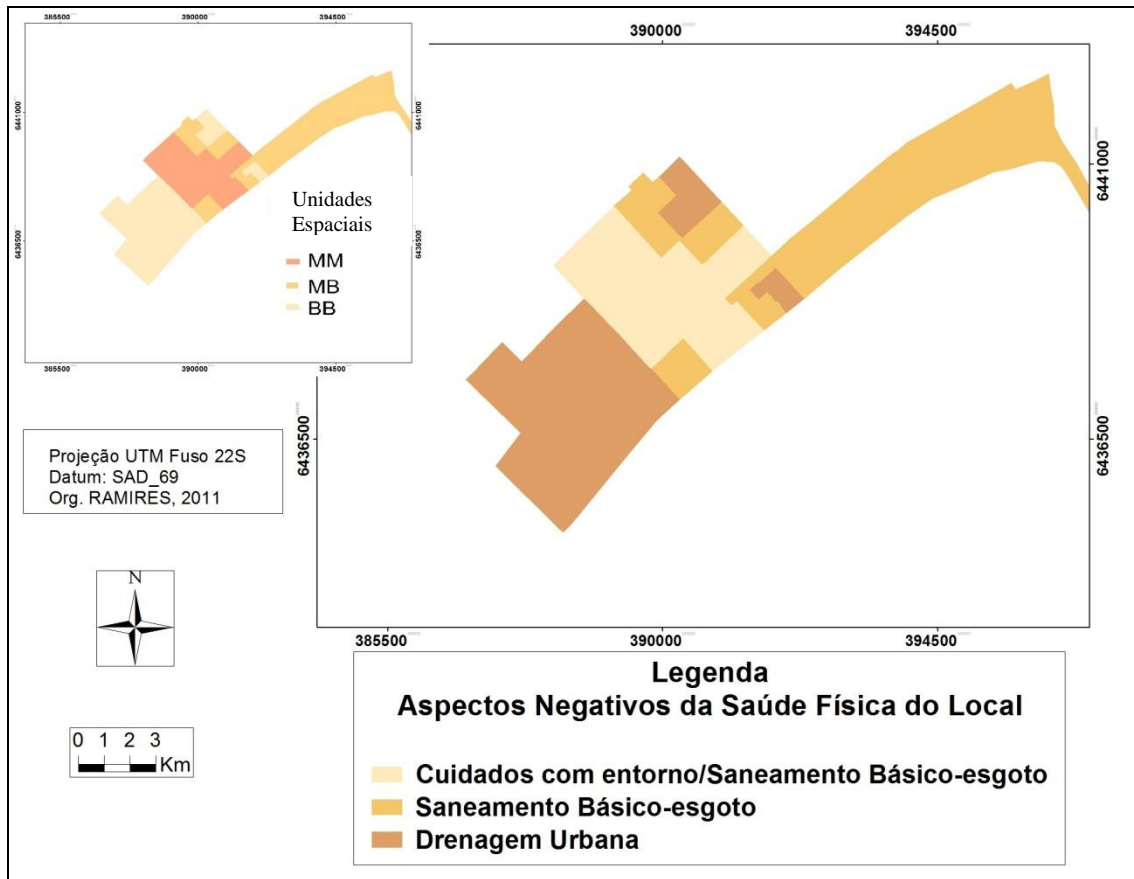 385500 390000 394500
6441000 6441000
6436500 6436500
385500 390000 394500
Unidades
Espaciais
MM
MB
BB
390000 394500
6441000
6436500 6436500
385500 390000 394500
Projeção UTM Fuso 22S
Datum: SAD_69
Org. RAMIRES, 2011
N
0 1 2 3
Km
Legenda
Aspectos Negativos da Saúde Física do Local
Cuidados com entorno/Saneamento Básico-esgoto
Saneamento Básico-esgoto
Drenagem Urbana